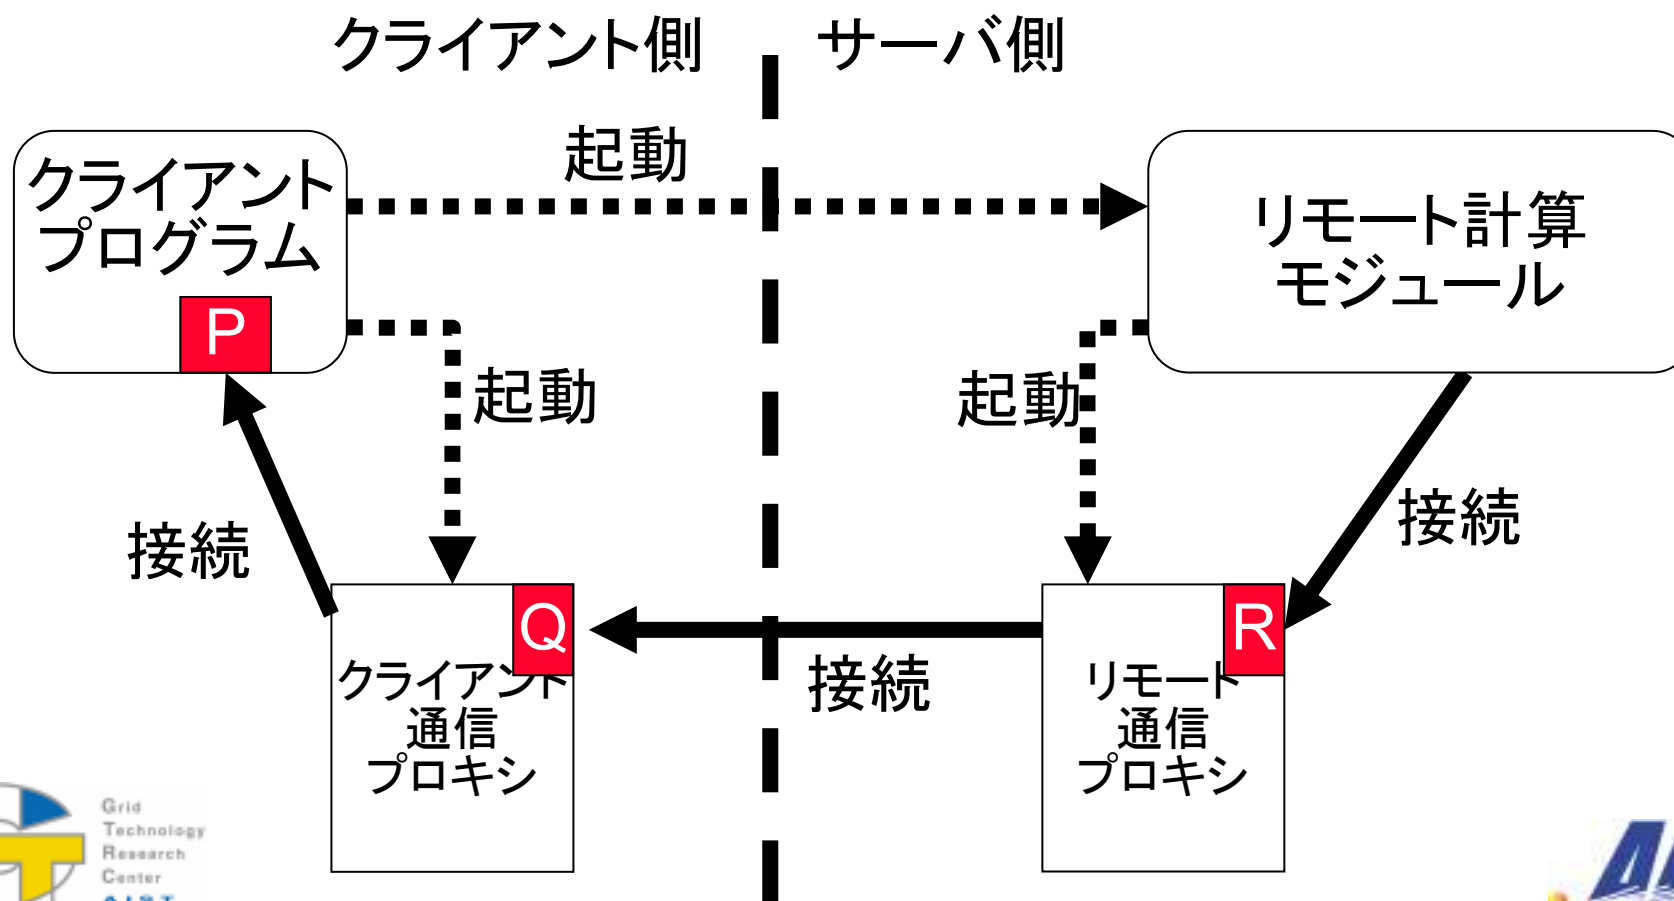 クライアント側
サーバ側
起動
クライアント
プログラム
P
リモート計算
モジュール
起動
起動
接続
接続
Q
クライアント
通信
プロキシ
接続
R
リモート
通信
プロキシ
Grid
Technology
Research
Center
AIST